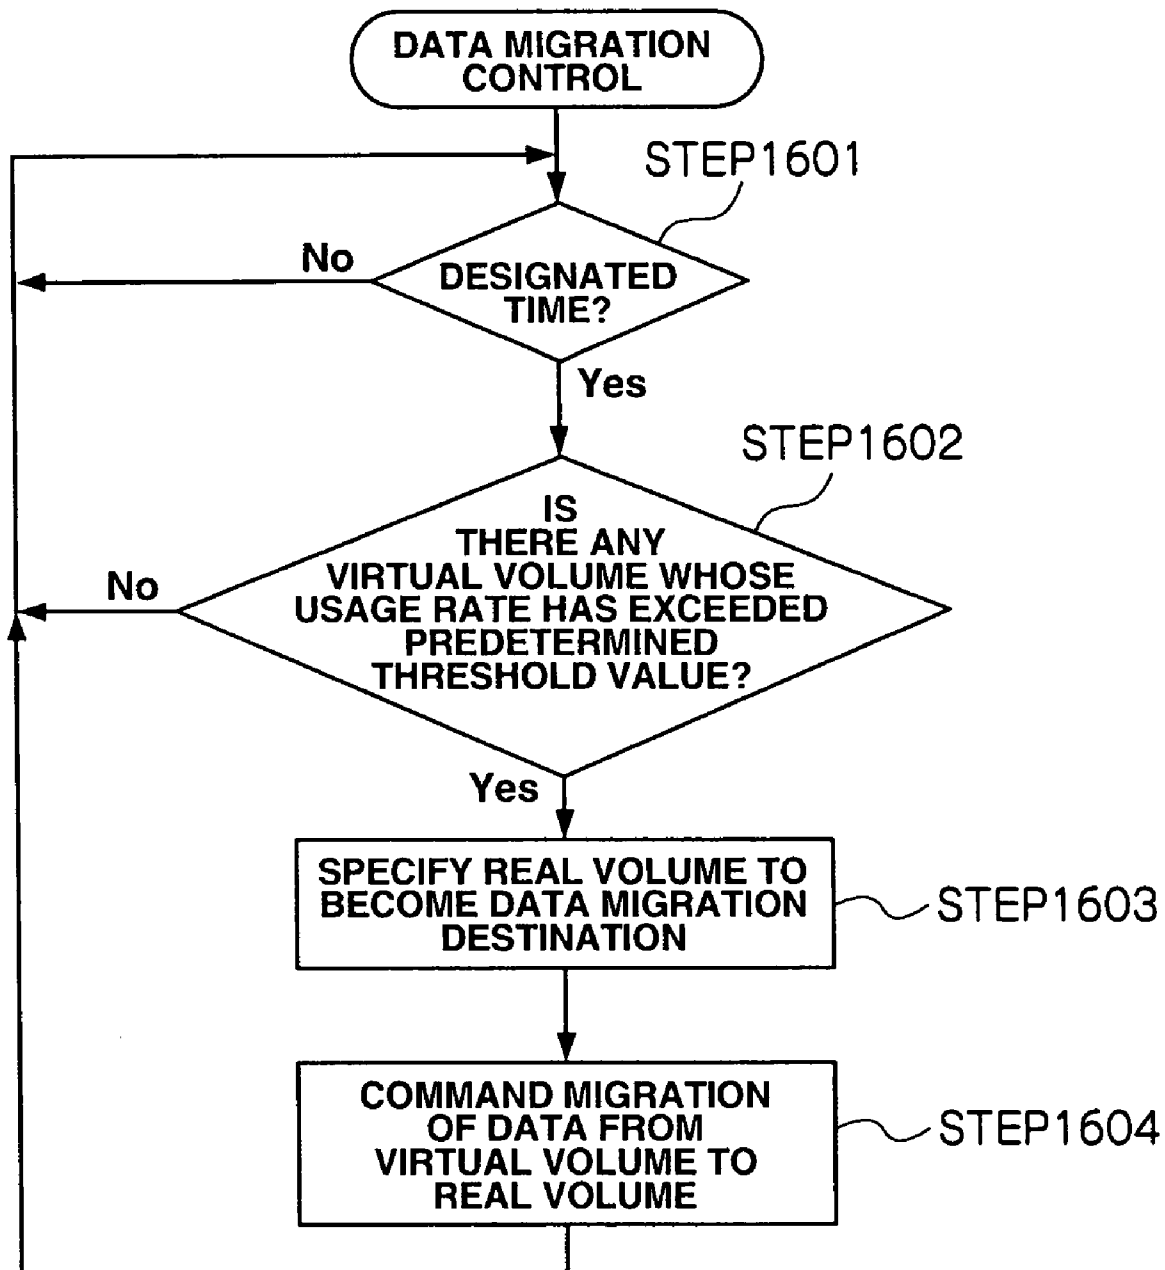 DATA MIGRATION
CONTROL
STEP1601
No
DESIGNATED
TIME?
Yes
STEP1602
IS
THERE ANY
VIRTUAL VOLUME WHOSE
USAGE RATE HAS EXCEEDED
PREDETERMINED
THRESHOLD VALUE?
No
Yes
SPECIFY REAL VOLUME TO
BECOME DATA MIGRATION
DESTINATION
STEP1603
COMMAND MIGRATION
OF DATA FROM
VIRTUAL VOLUME TO
REAL VOLUME
STEP1604